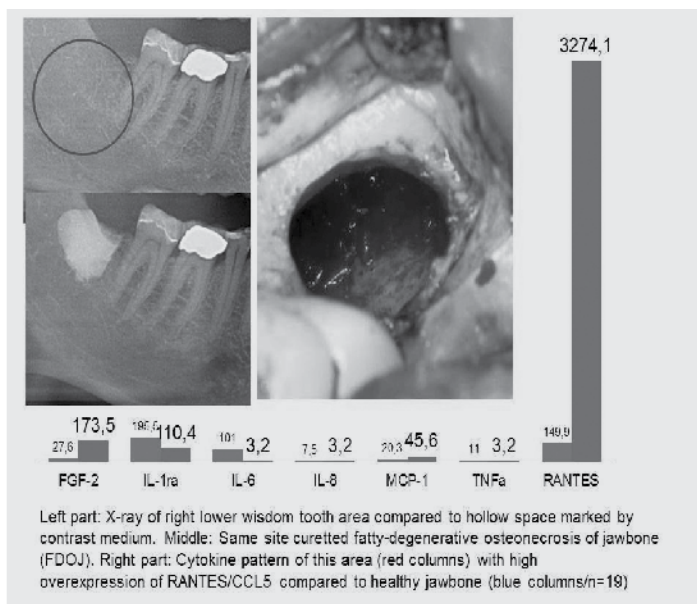 3274,1
173,5
27,6
110,4
101
3,2
7,5
3,2
20,3
45,6
11
3,2
149,9
FGF-2 IL-1ra IL-6 IL-8 MCP-1 TNFa RANTES
Left part: X-ray of right lower wisdom tooth area compared to hollow space marked by
contrast medium. Middle: Same site curetted fatty-degenerative osteonecrosis of jawbone
(FDOJ). Right part: Cytokine pattern of this area (red columns) with high
overexpression of RANTES/CCL5 compared to healthy jawbone (blue columns/n=19)